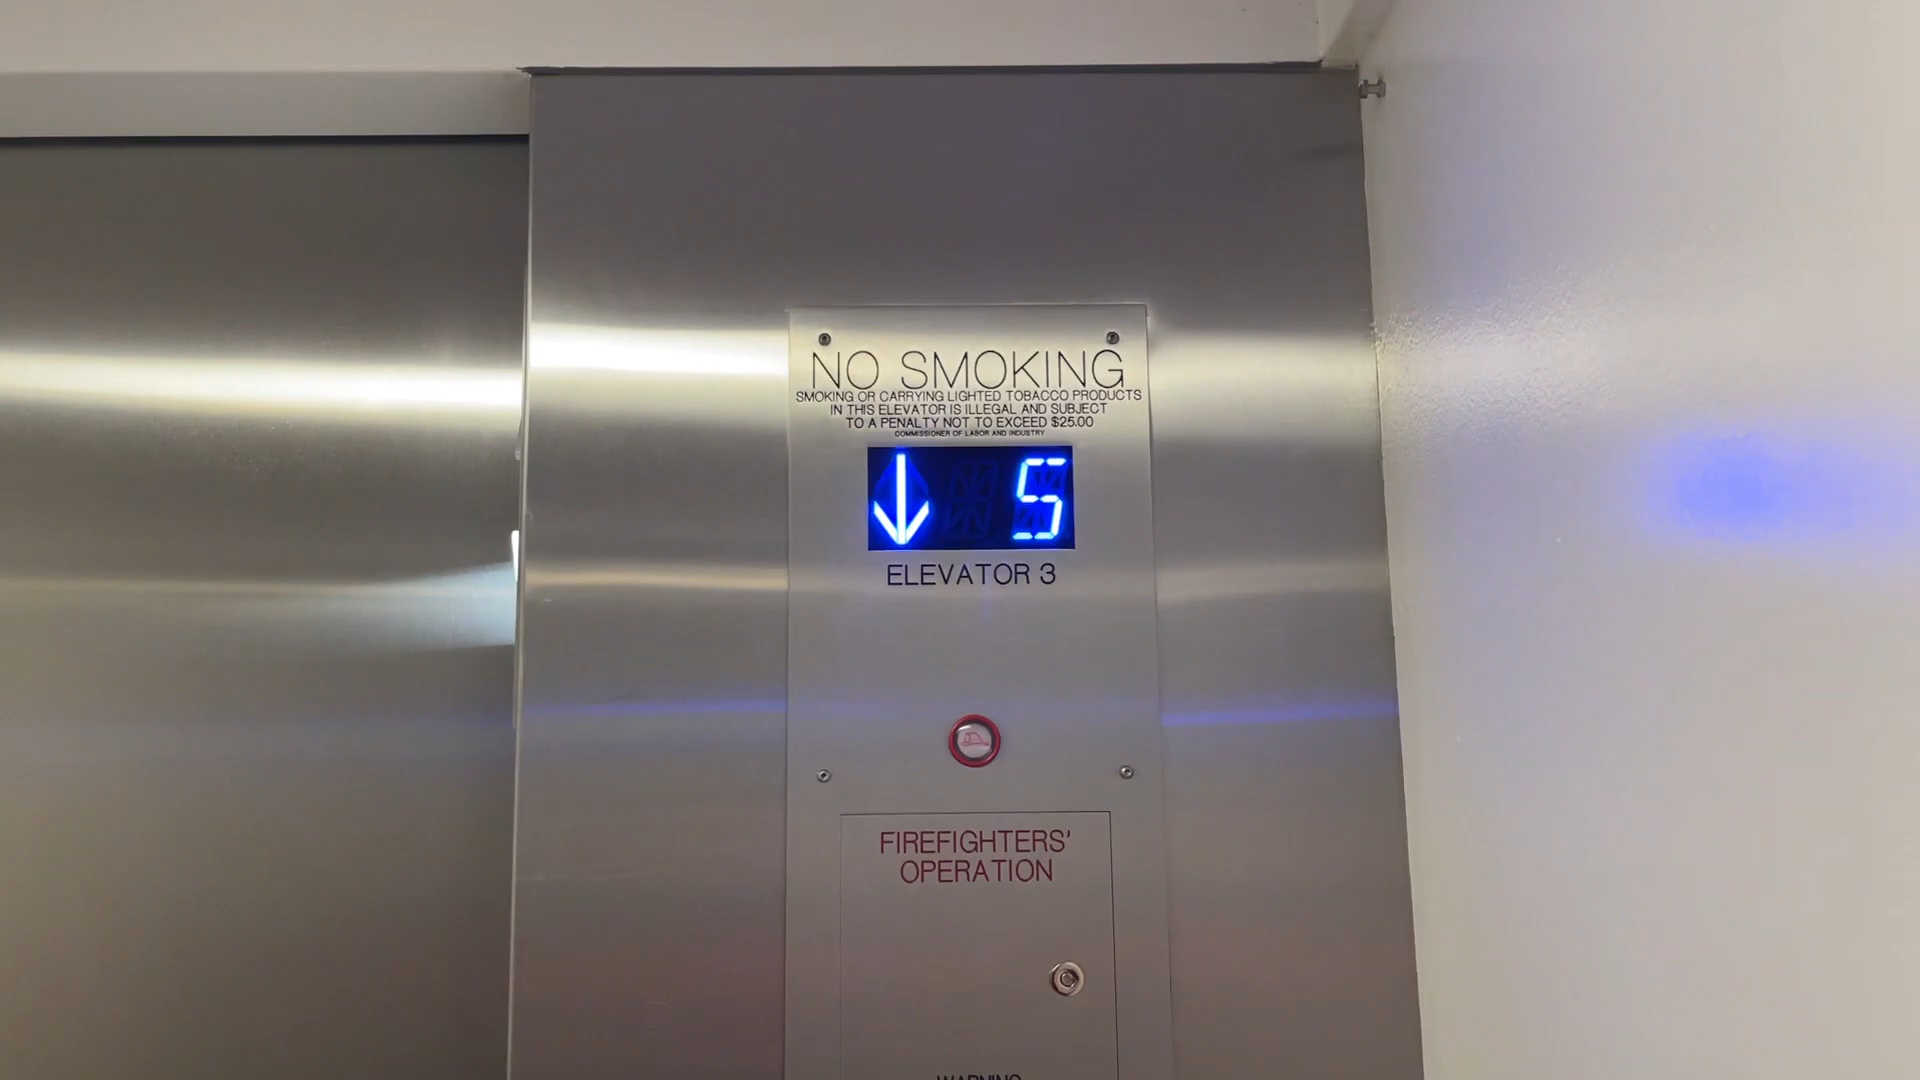 NO SMOKING
SMOKING OR CARRYING LIGHTED TOBACCO PRODUCTS
IN THIS ELEVATOR IS ILLEGAL AND SUBJECT
TO A PENALTY NOT TO EXCEED $25.00
COMMISSIONER OF LABOR AND INDUSTRY
5
ELEVATOR 3
FIREFIGHTERS'
OPERATION
WARNING